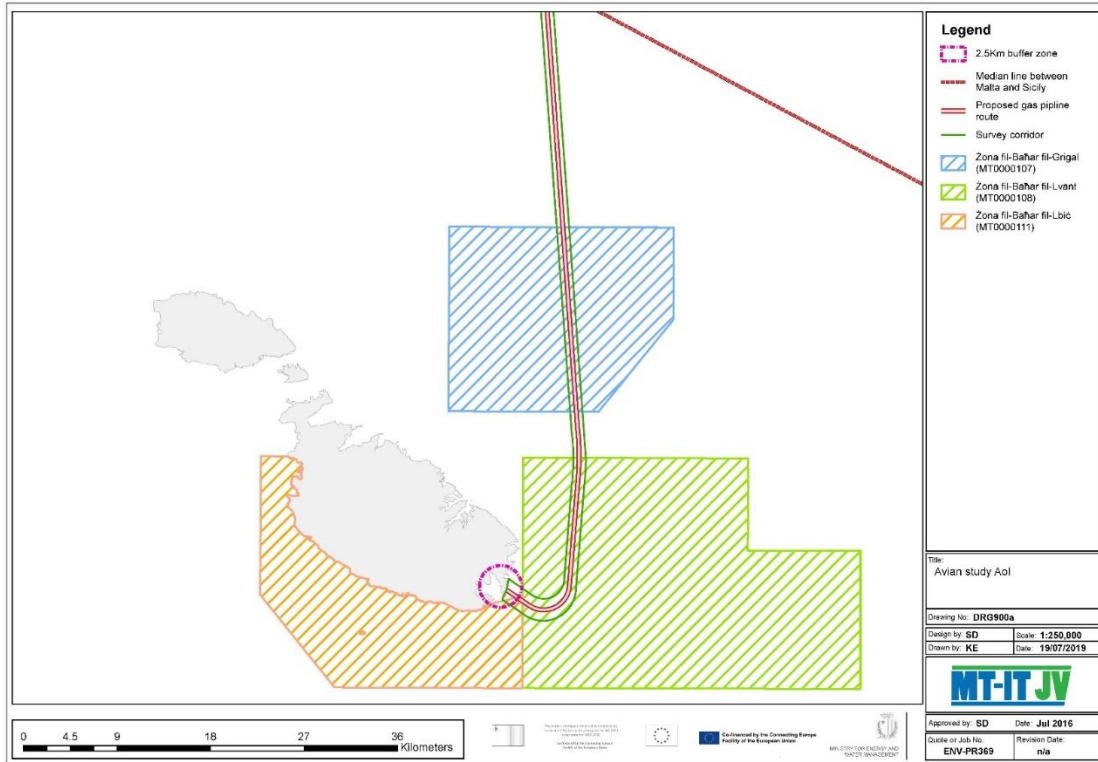 Legend
2.5Km buffer zone
Median line between
Malta and Sicily
Proposed gas pipline
route
Survey corridor
Żona fil-Baħar fil-Grigal
(MT0000107)
Żona fil-Baħar fil-Lvant
(MT0000108)
Żona fil-Baħar fil-Lbiċ
(MT0000111)
Title:
Avian study AoI
Drawing No: DRG900a
Design by: SD
Scale: 1:250,000
Drawn by: KE
Date: 19/07/2019
MT-IT JV
Approved by: SD
Date: Jul 2016
Quote or Job No.
ENV-PR369
Revision Date:
n/a
0 4.5 9 18 27 36
Kilometers
Co-financed by the Connecting Europe
Facility of the European Union
MINISTRY FOR ENERGY AND
WATER MANAGEMENT